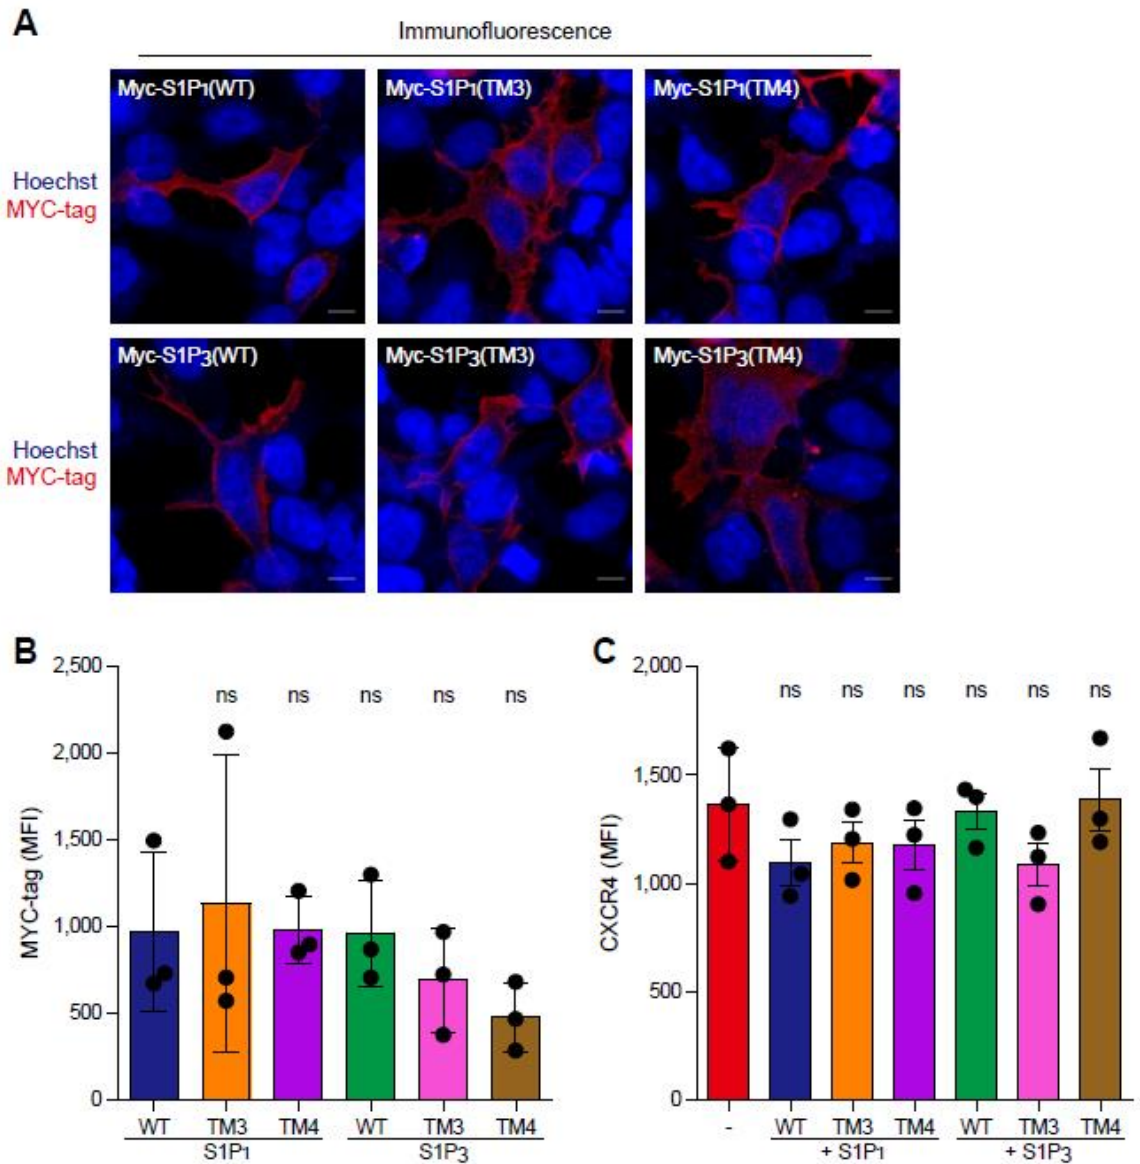 A
Immunofluorescence
Myc-S1P1(WT) Myc-S1P1(TM3) Myc-S1P1(TM4)
Hoechst
MYC-tag
Myc-S1P3(WT) Myc-S1P3(TM3) Myc-S1P3(TM4)
Hoechst
MYC-tag
B
MYC-tag (MFI)
2,500
2,000
1,500
1,000
500
0
ns ns ns ns ns
WT TM3 TM4 WT TM3 TM4
S1P1 S1P3
C
CXCR4 (MFI)
2,000
1,500
1,000
500
0
ns ns ns ns ns ns
- WT TM3 TM4 WT TM3 TM4
+ S1P1 + S1P3